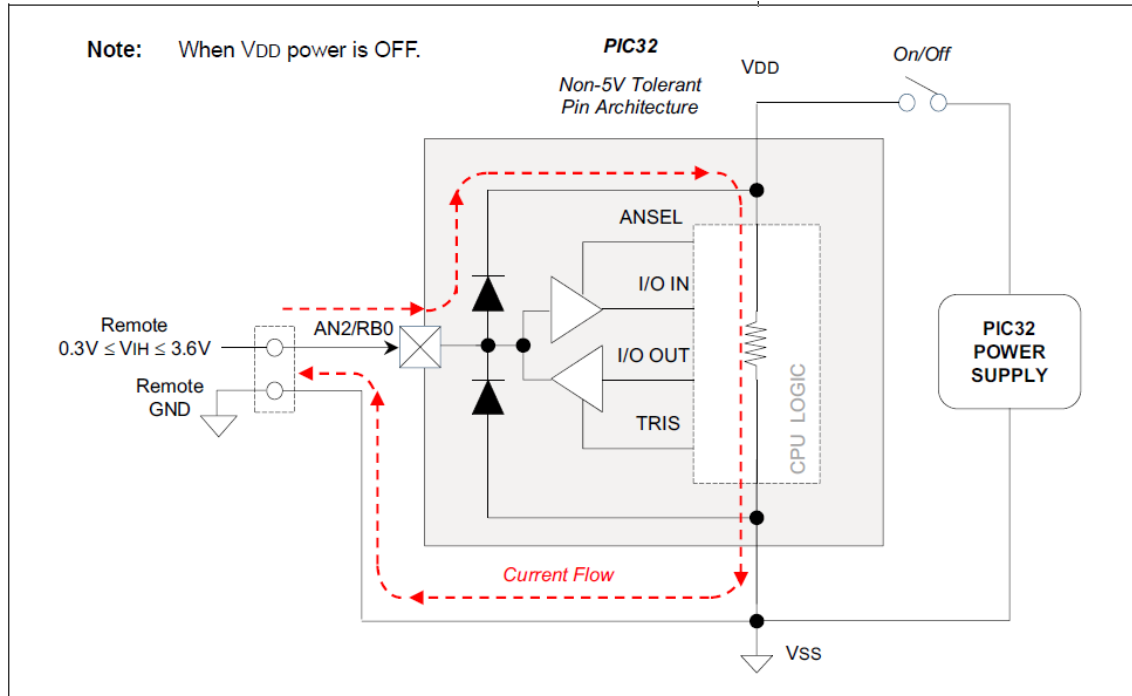 Note: When VDD power is OFF.
PIC32
Non-5V Tolerant
Pin Architecture
VDD
On/Off
ANSEL
I/O IN
AN2/RB0
Remote
0.3V ≤ VIH ≤ 3.6V
I/O OUT
Remote
GND
TRIS
CPU LOGIC
PIC32
POWER
SUPPLY
Current Flow
VSS